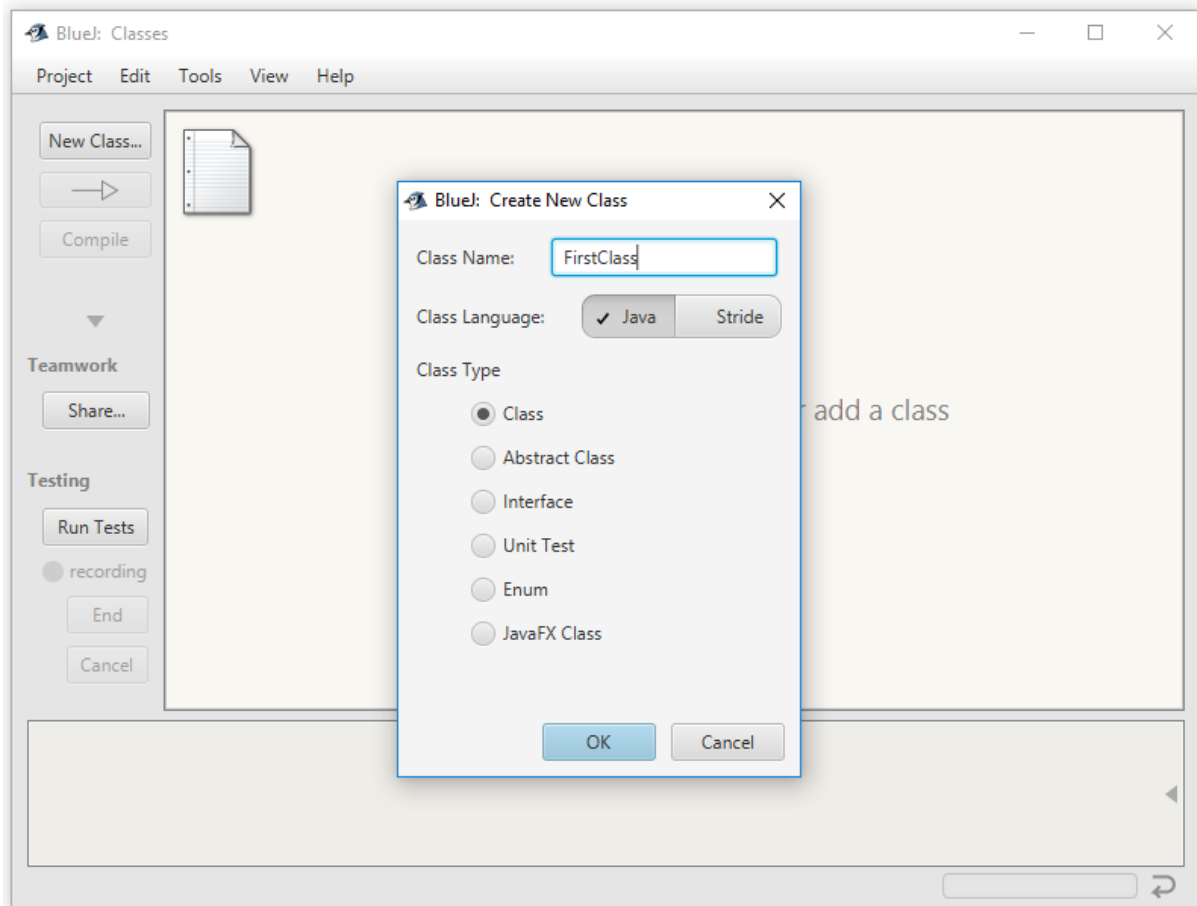 BlueJ: Classes
Project Edit Tools View Help
New Class...
Compile
Teamwork
Share...
Testing
Run Tests
recording
End
Cancel
add a class
BlueJ: Create New Class
Class Name: FirstClass
Class Language: Java Stride
Class Type
Class
Abstract Class
Interface
Unit Test
Enum
JavaFX Class
OK Cancel